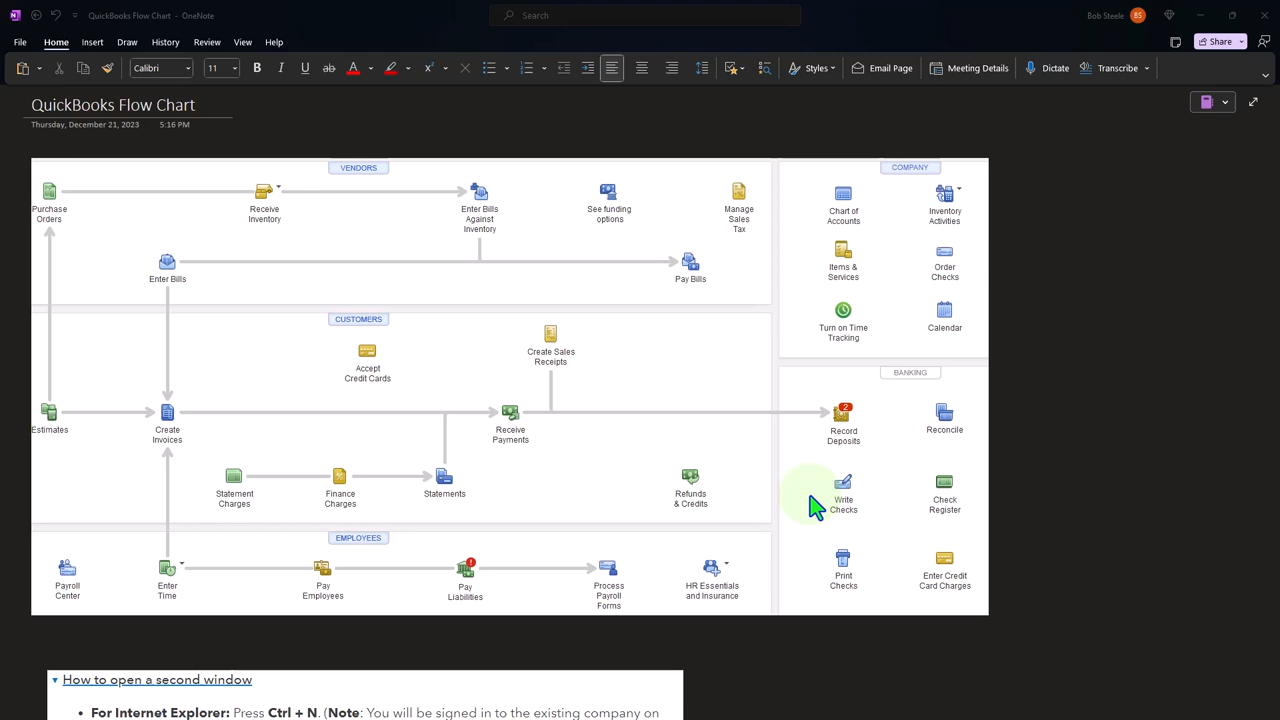 QuickBooks Flow Chart - OneNote
Search
Bob Steele
BS
File
Home
Insert
Draw
History
Review
View
Help
Share
Calibri
11
B
I
U
ab
A
x
Styles
Email Page
Meeting Details
Dictate
Transcribe
QuickBooks Flow Chart
Thursday, December 21, 2023
5:16 PM
VENDORS
Purchase
Orders
Receive
Inventory
Enter Bills
Against
Inventory
See funding
options
Manage
Sales
Tax
Enter Bills
Pay Bills
COMPANY
Chart of
Accounts
Inventory
Activities
Items &
Services
Order
Checks
Turn on Time
Tracking
Calendar
CUSTOMERS
Accept
Credit Cards
Create Sales
Receipts
Estimates
Create
Invoices
Receive
Payments
Statement
Charges
Finance
Charges
Statements
Refunds
& Credits
BANKING
2
Record
Deposits
Reconcile
Write
Checks
Check
Register
Print
Checks
Enter Credit
Card Charges
EMPLOYEES
Payroll
Center
Enter
Time
Pay
Employees
Pay
Liabilities
Process
Payroll
Forms
HR Essentials
and Insurance
How to open a second window
• For Internet Explorer: Press Ctrl + N. (Note: You will be signed in to the existing company on